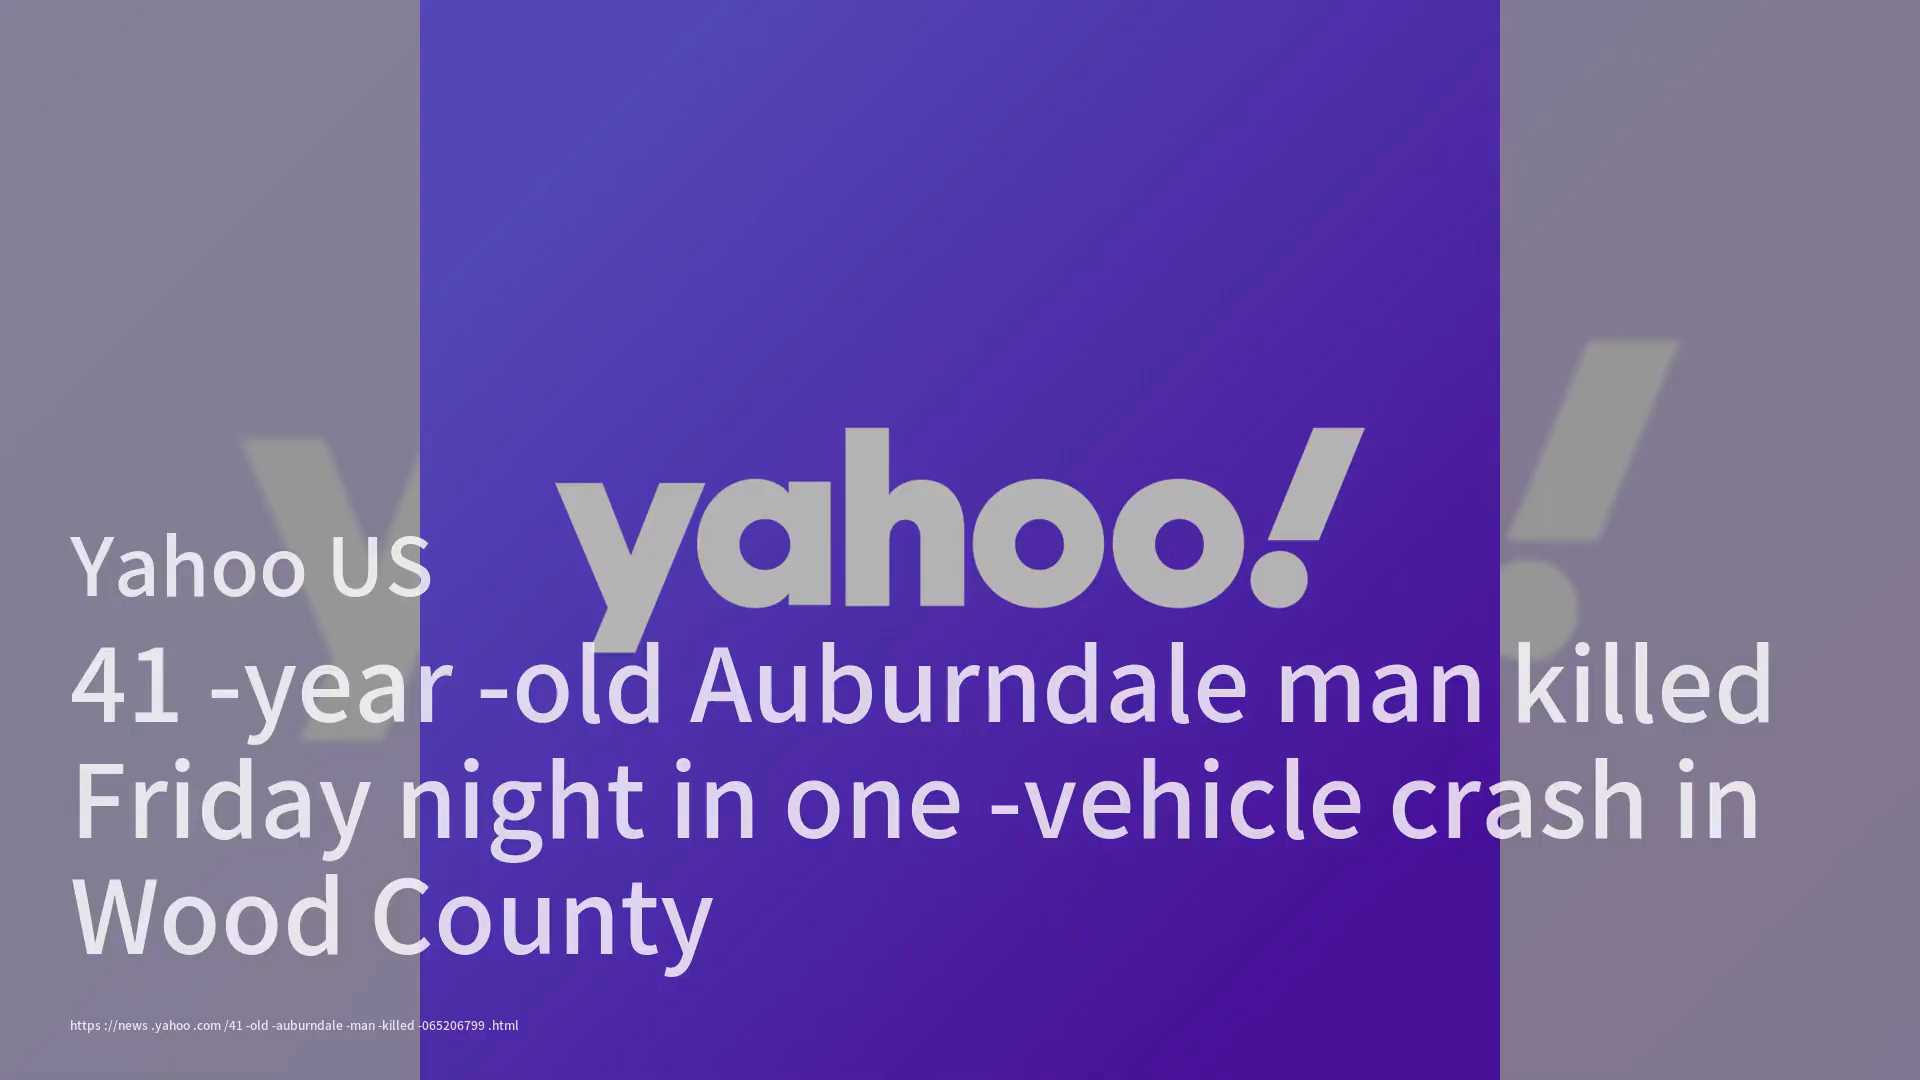 yahoo!
Yahoo US
41 -year -old Auburndale man killed
Friday night in one -vehicle crash in
Wood County
https ://news .yahoo .com /41 -old -auburndale -man -killed -065206799 .html